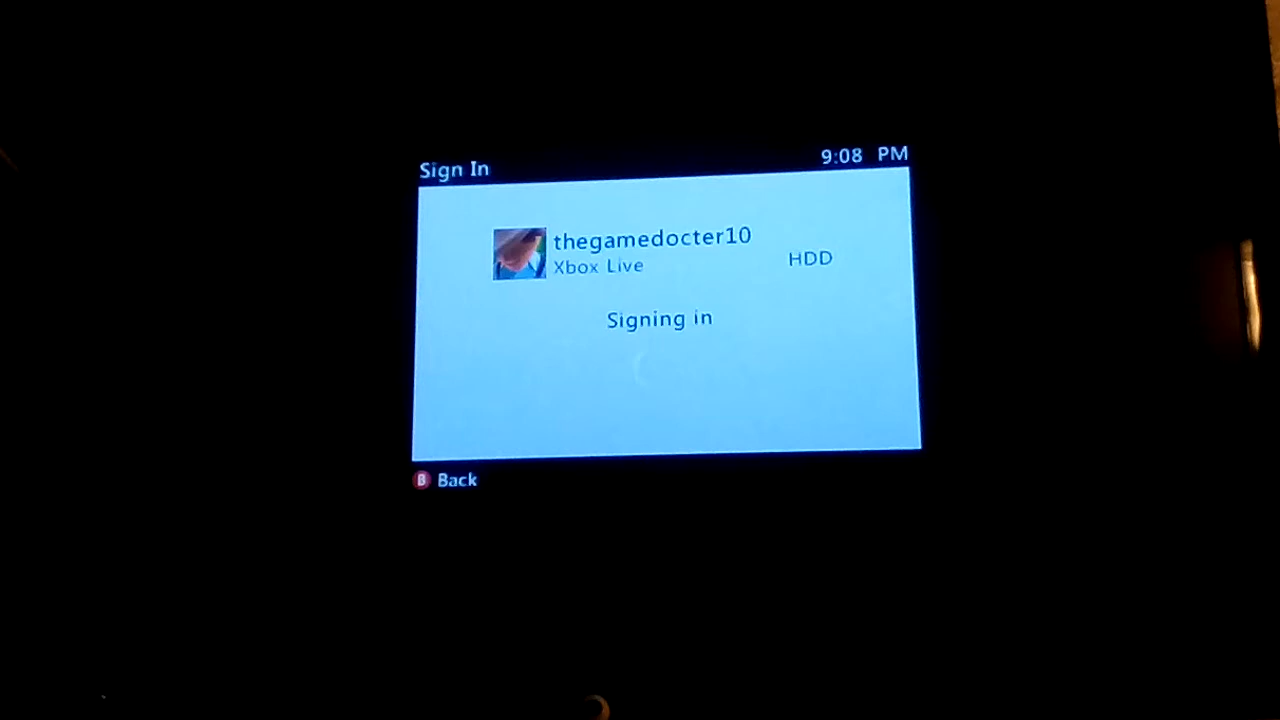 Sign In
9:08 PM
thegamedocter10
Xbox Live
HDD
Signing in
B Back